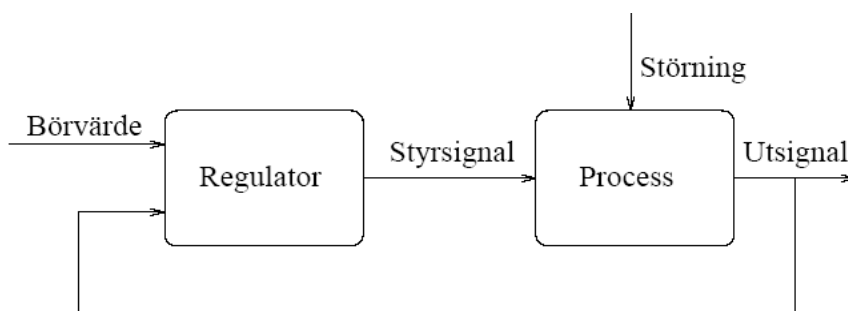 Störning
Börvärde
Styrsignal
Utsignal
Regulator
Process